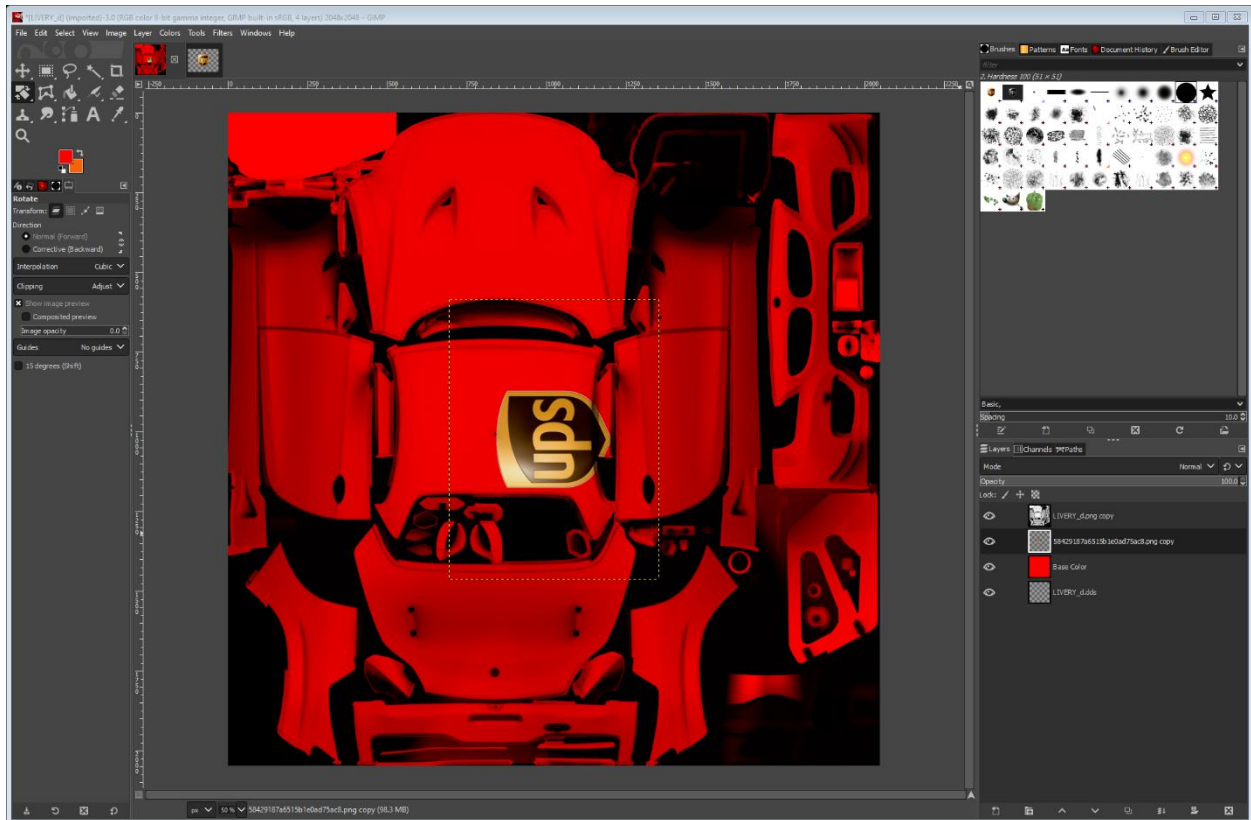 *[LIVERY_d] (imported)-3.0 (RGB color 8-bit gamma integer, GIMP built-in sRGB, 4 layers) 2048x2048 – GIMP
File Edit Select View Image Layer Colors Tools Filters Windows Help
Brushes Patterns Fonts Document History Brush Editor
filter
2. Hardness 100 (51 × 51)
Rotate
Transform:
Direction
Normal (Forward)
Corrective (Backward)
Interpolation Cubic
Clipping Adjust
Show image preview
Composited preview
Image opacity 0.0
Guides No guides
15 degrees (Shift)
ups
Basic,
Spacing 10.0
Layers Channels Paths
Mode Normal
Opacity 100.0
Lock:
LIVERY_d.png copy
58429187a6515b1e0ad75ac8.png copy
Base Color
LIVERY_d.dds
px 50 % 58429187a6515b1e0ad75ac8.png copy (98.3 MB)